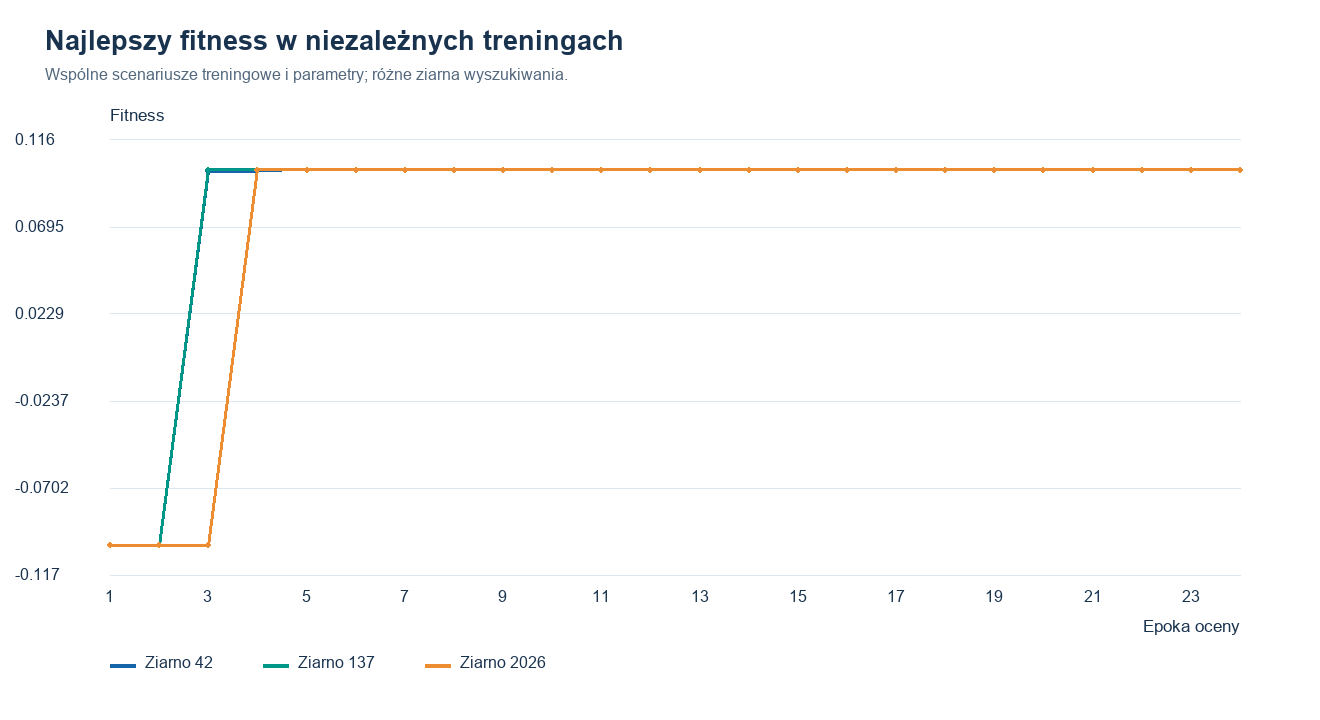 Najlepszy fitness w niezależnych treningach
Wspólne scenariusze treningowe i parametry; różne ziarna wyszukiwania.
Fitness
0.116
0.0695
0.0229
-0.0237
-0.0702
-0.117
1 3 5 7 9 11 13 15 17 19 21 23
Epoka oceny
Ziarno 42 Ziarno 137 Ziarno 2026